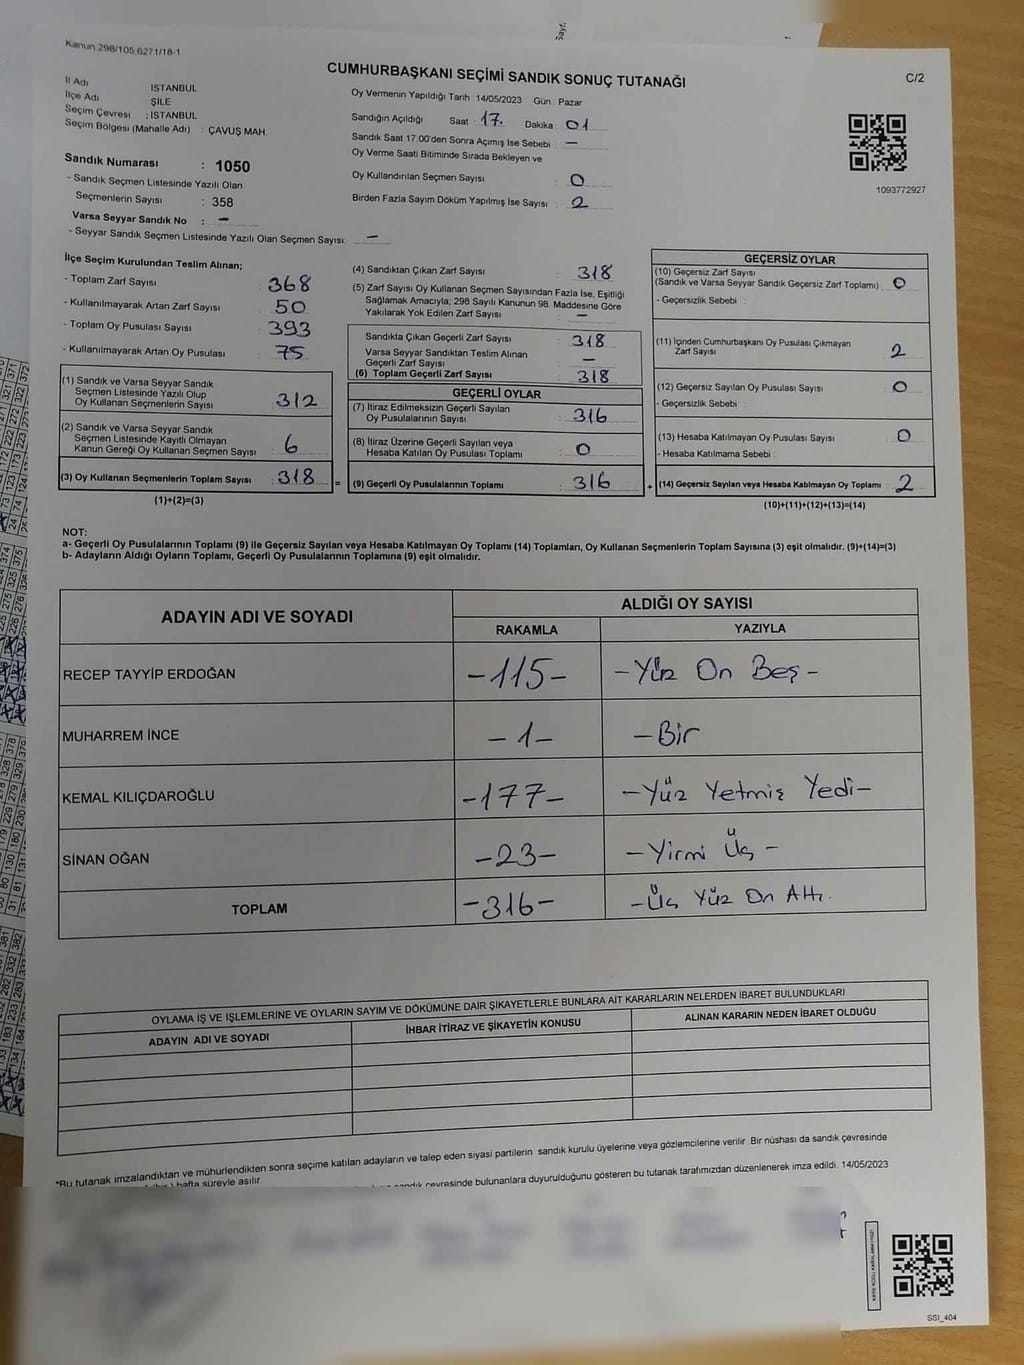 Kanun 298/105,6271/18-1
CUMHURBAŞKANI SEÇİMİ SANDIK SONUÇ TUTANAĞI
C/2
İl Adı : İSTANBUL
İlçe Adı : ŞİLE
Seçim Çevresi : İSTANBUL
Seçim Bölgesi (Mahalle Adı) : ÇAVUŞ MAH.
Sandık Numarası : 1050
- Sandık Seçmen Listesinde Yazılı Olan
Seçmenlerin Sayısı : 358
Varsa Seyyar Sandık No : -
- Seyyar Sandık Seçmen Listesinde Yazılı Olan Seçmen Sayısı: -
Oy Vermenin Yapıldığı Tarih : 14/05/2023 Gün : Pazar
Sandığın Açıldığı Saat : 17. Dakika : 01
Sandık Saat 17:00'den Sonra Açılmış İse Sebebi : -
Oy Verme Saati Bitiminde Sırada Bekleyen ve
Oy Kullandırılan Seçmen Sayısı : 0
Birden Fazla Sayım Döküm Yapılmış İse Sayısı : 2
1093772927
İlçe Seçim Kurulundan Teslim Alınan;
- Toplam Zarf Sayısı : 368
- Kullanılmayarak Artan Zarf Sayısı : 50
- Toplam Oy Pusulası Sayısı : 393
- Kullanılmayarak Artan Oy Pusulası : 75
(1) Sandık ve Varsa Seyyar Sandık
Seçmen Listesinde Yazılı Olup
Oy Kullanan Seçmenlerin Sayısı : 312
(2) Sandık ve Varsa Seyyar Sandık
Seçmen Listesinde Kayıtlı Olmayan
Kanun Gereği Oy Kullanan Seçmen Sayısı : 6
(3) Oy Kullanan Seçmenlerin Toplam Sayısı : 318 =
(1)+(2)=(3)
(4) Sandıktan Çıkan Zarf Sayısı : 318
(5) Zarf Sayısı Oy Kullanan Seçmen Sayısından Fazla İse, Eşitliği
Sağlamak Amacıyla, 298 Sayılı Kanunun 98. Maddesine Göre
Yakılarak Yok Edilen Zarf Sayısı : -
Sandıkla Çıkan Geçerli Zarf Sayısı : 318
Varsa Seyyar Sandıktan Teslim Alınan
Geçerli Zarf Sayısı : -
(6) Toplam Geçerli Zarf Sayısı : 318
GEÇERLİ OYLAR
(7) İtiraz Edilmeksizin Geçerli Sayılan
Oy Pusulalarının Sayısı : 316
(8) İtiraz Üzerine Geçerli Sayılan veya
Hesaba Katılan Oy Pusulası Toplamı : 0
(9) Geçerli Oy Pusulalarının Toplamı : 316 +
GEÇERSİZ OYLAR
(10) Geçersiz Zarf Sayısı
(Sandık ve Varsa Seyyar Sandık Geçersiz Zarf Toplamı) : 0
- Geçersizlik Sebebi :
(11) İçinden Cumhurbaşkanı Oy Pusulası Çıkmayan
Zarf Sayısı : 2
(12) Geçersiz Sayılan Oy Pusulası Sayısı : 0
- Geçersizlik Sebebi :
(13) Hesaba Katılmayan Oy Pusulası Sayısı : 0
- Hesaba Katılmama Sebebi :
(14) Geçersiz Sayılan veya Hesaba Katılmayan Oy Toplamı : 2
(10)+(11)+(12)+(13)=(14)
NOT:
a- Geçerli Oy Pusulalarının Toplamı (9) ile Geçersiz Sayılan veya Hesaba Katılmayan Oy Toplamı (14) Toplamları, Oy Kullanan Seçmenlerin Toplam Sayısına (3) eşit olmalıdır. (9)+(14)=(3)
b- Adayların Aldığı Oyların Toplamı, Geçerli Oy Pusulalarının Toplamına (9) eşit olmalıdır.
ADAYIN ADI VE SOYADI ALDIĞI OY SAYISI
RAKAMLA YAZIYLA
RECEP TAYYİP ERDOĞAN -115- -Yüz On Beş-
MUHARREM İNCE -1- -Bir
KEMAL KILIÇDAROĞLU -177- -Yüz Yetmiş Yedi-
SİNAN OĞAN -23- -Yirmi Üç-
TOPLAM -316- -Üç Yüz On Altı.
OYLAMA İŞ VE İŞLEMLERİNE VE OYLARIN SAYIM VE DÖKÜMÜNE DAİR ŞİKAYETLERLE BUNLARA AİT KARARLARIN NELERDEN İBARET BULUNDUKLARI
ADAYIN ADI VE SOYADI İHBAR İTİRAZ VE ŞİKAYETİN KONUSU ALINAN KARARIN NEDEN İBARET OLDUĞU
*Bu tutanak imzalandıktan ve mühürlendikten sonra seçime katılan adayların ve talep eden siyasi partilerin sandık kurulu üyelerine veya gözlemcilerine verilir. Bir nüshası da sandık çevresinde
hafta süreyle asılır.
sandık çevresinde bulunanlara duyurulduğunu gösteren bu tutanak tarafımızdan düzenlenerek imza edildi. 14/05/2023
SSI_404